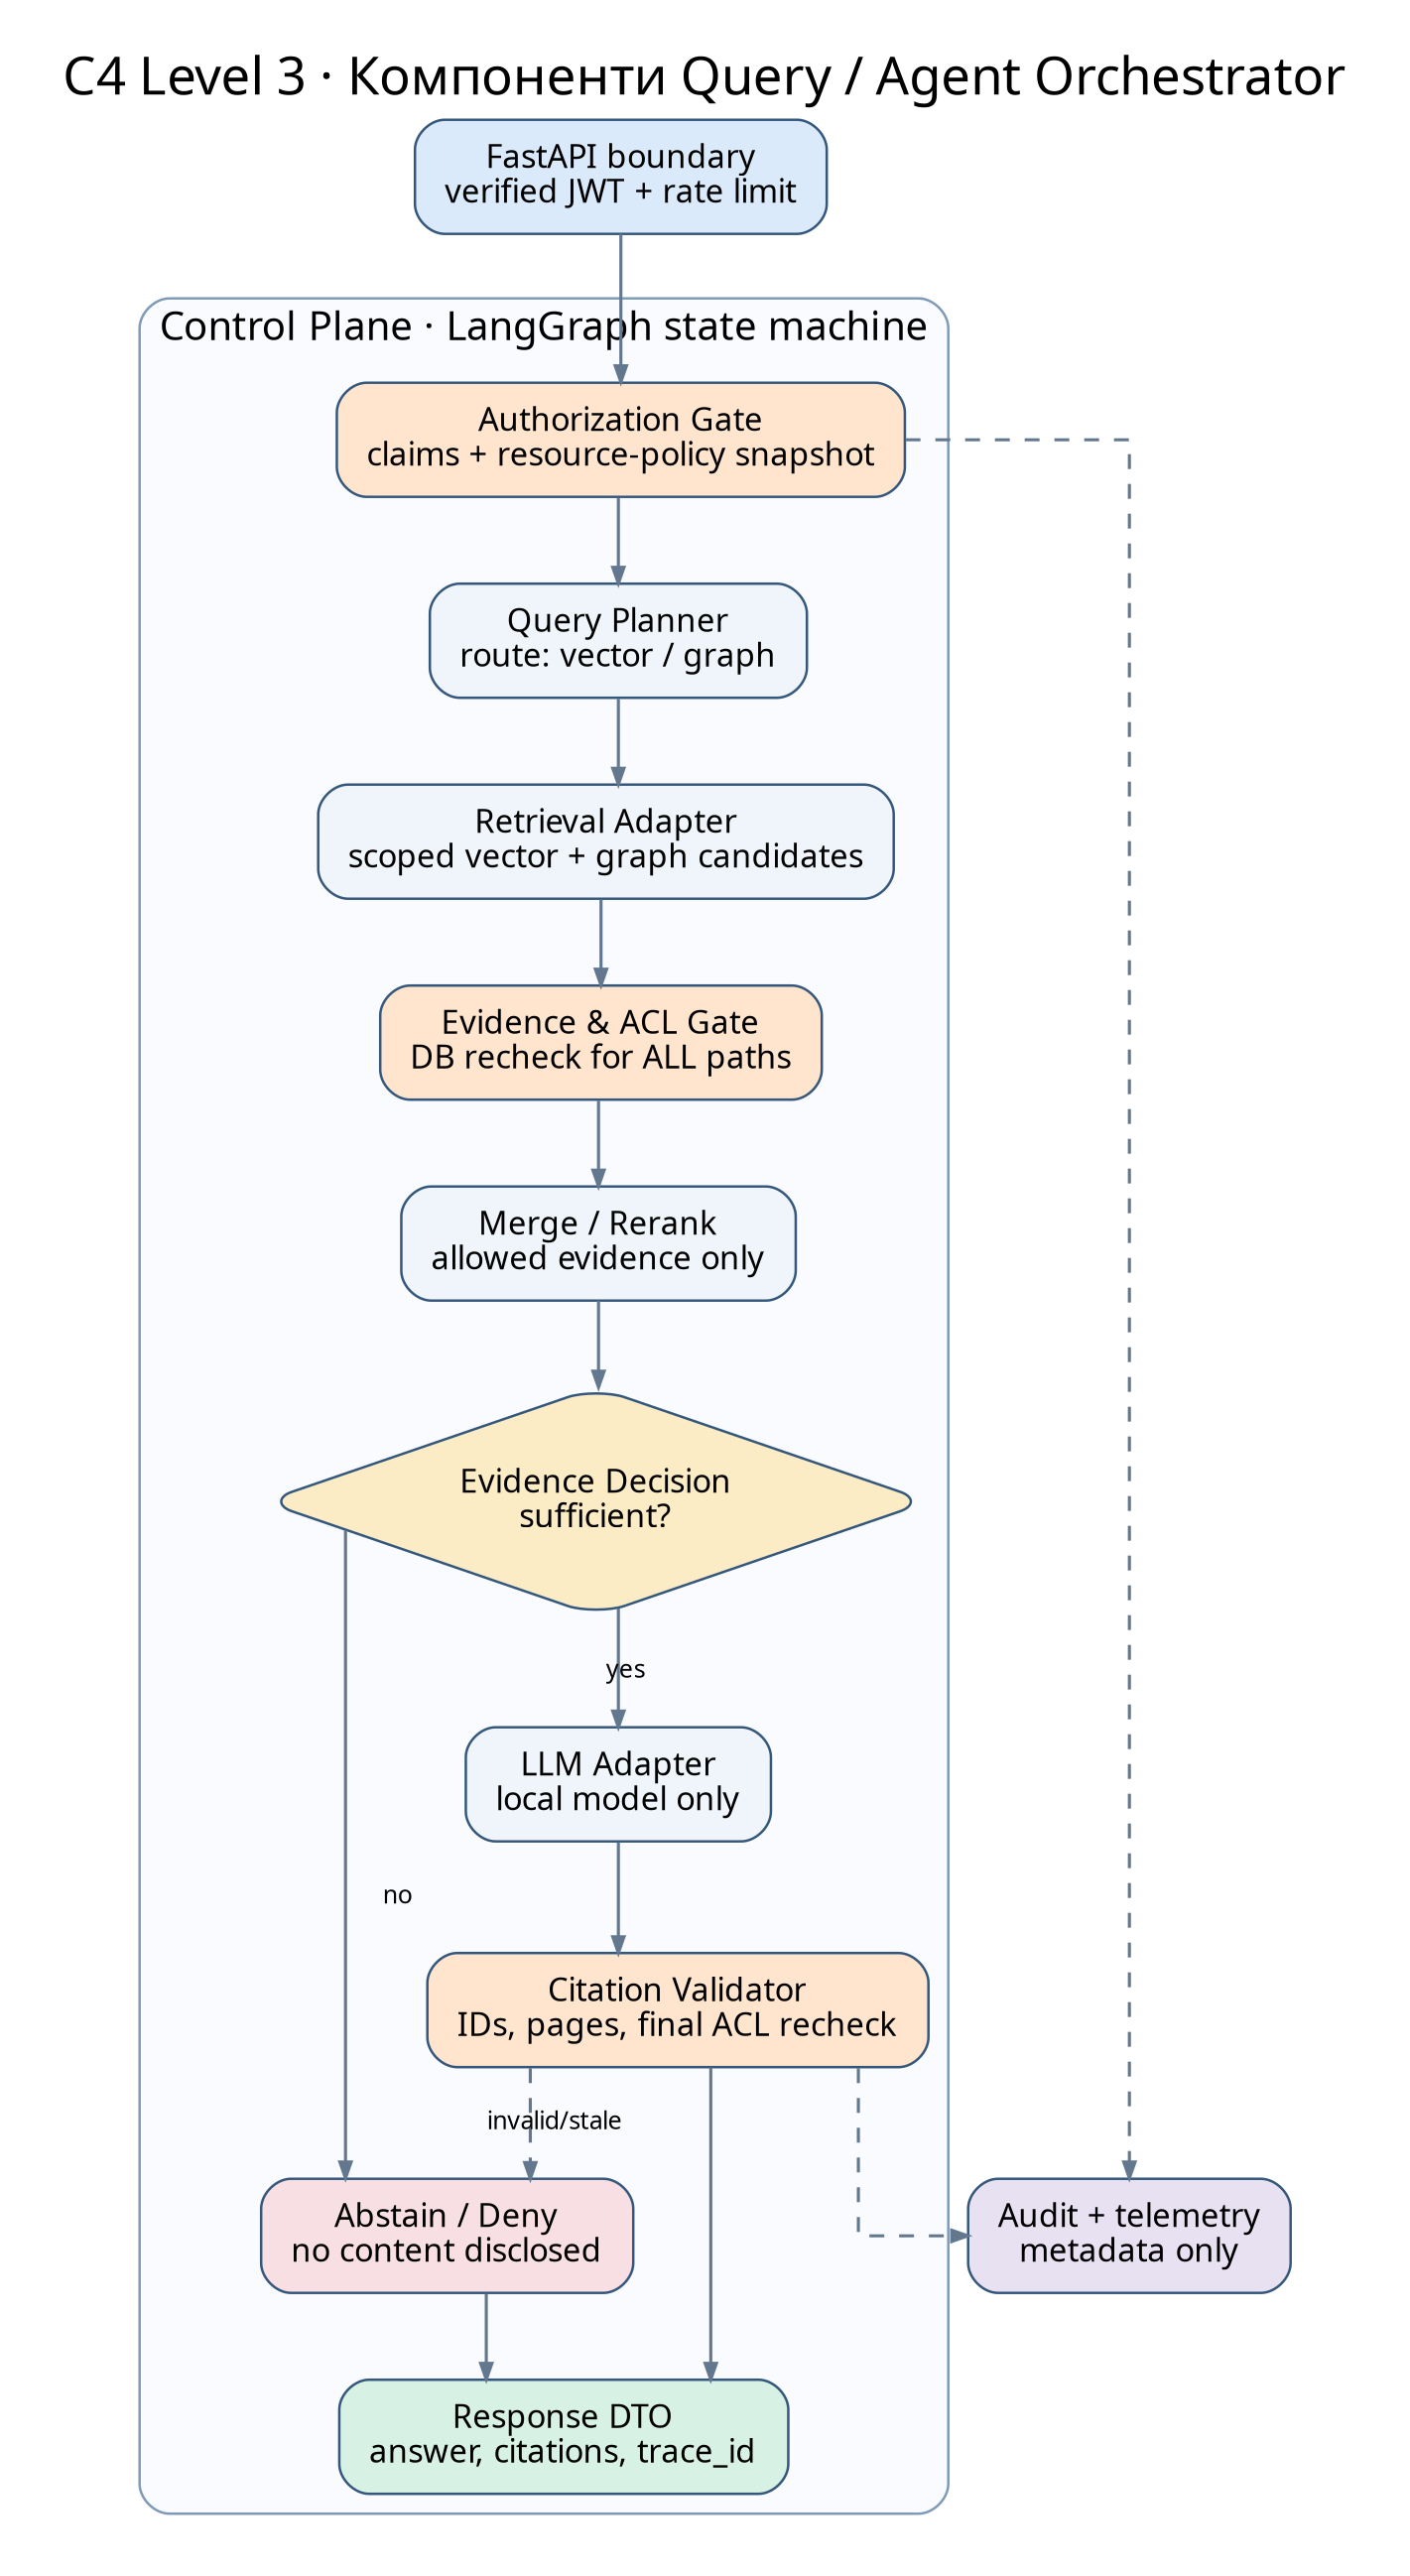 C4 Level 3 · Компоненти Query / Agent Orchestrator
FastAPI boundary
verified JWT + rate limit
Control Plane · LangGraph state machine
Authorization Gate
claims + resource-policy snapshot
Query Planner
route: vector / graph
Retrieval Adapter
scoped vector + graph candidates
Evidence & ACL Gate
DB recheck for ALL paths
Merge / Rerank
allowed evidence only
Evidence Decision
sufficient?
yes
LLM Adapter
local model only
no
Citation Validator
IDs, pages, final ACL recheck
invalid/stale
Abstain / Deny
no content disclosed
Audit + telemetry
metadata only
Response DTO
answer, citations, trace_id